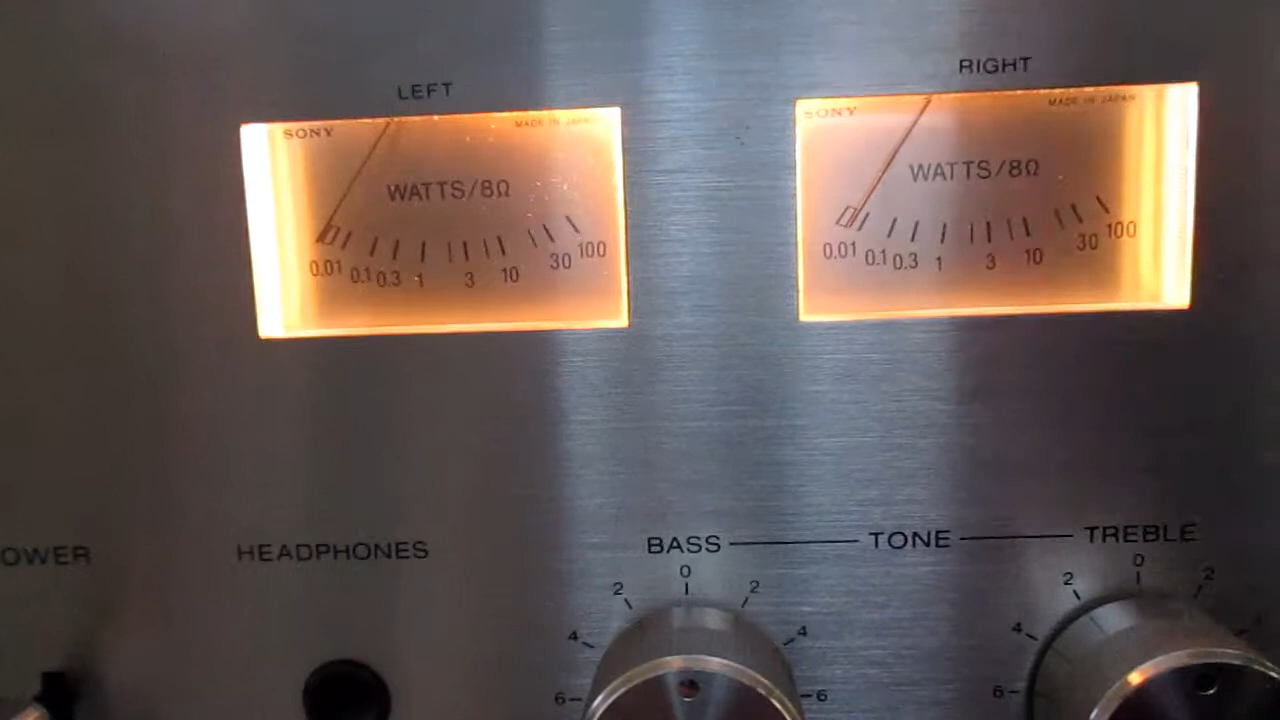 LEFT
RIGHT
SONY MADE IN JAPAN
WATTS/8Ω
0.01 0.1 0.3 1 3 10 30 100
SONY MADE IN JAPAN
WATTS/8Ω
0.01 0.1 0.3 1 3 10 30 100
OWER
HEADPHONES
BASS TONE TREBLE
2 0 2
4 4
6 6
2 0 2
4
6